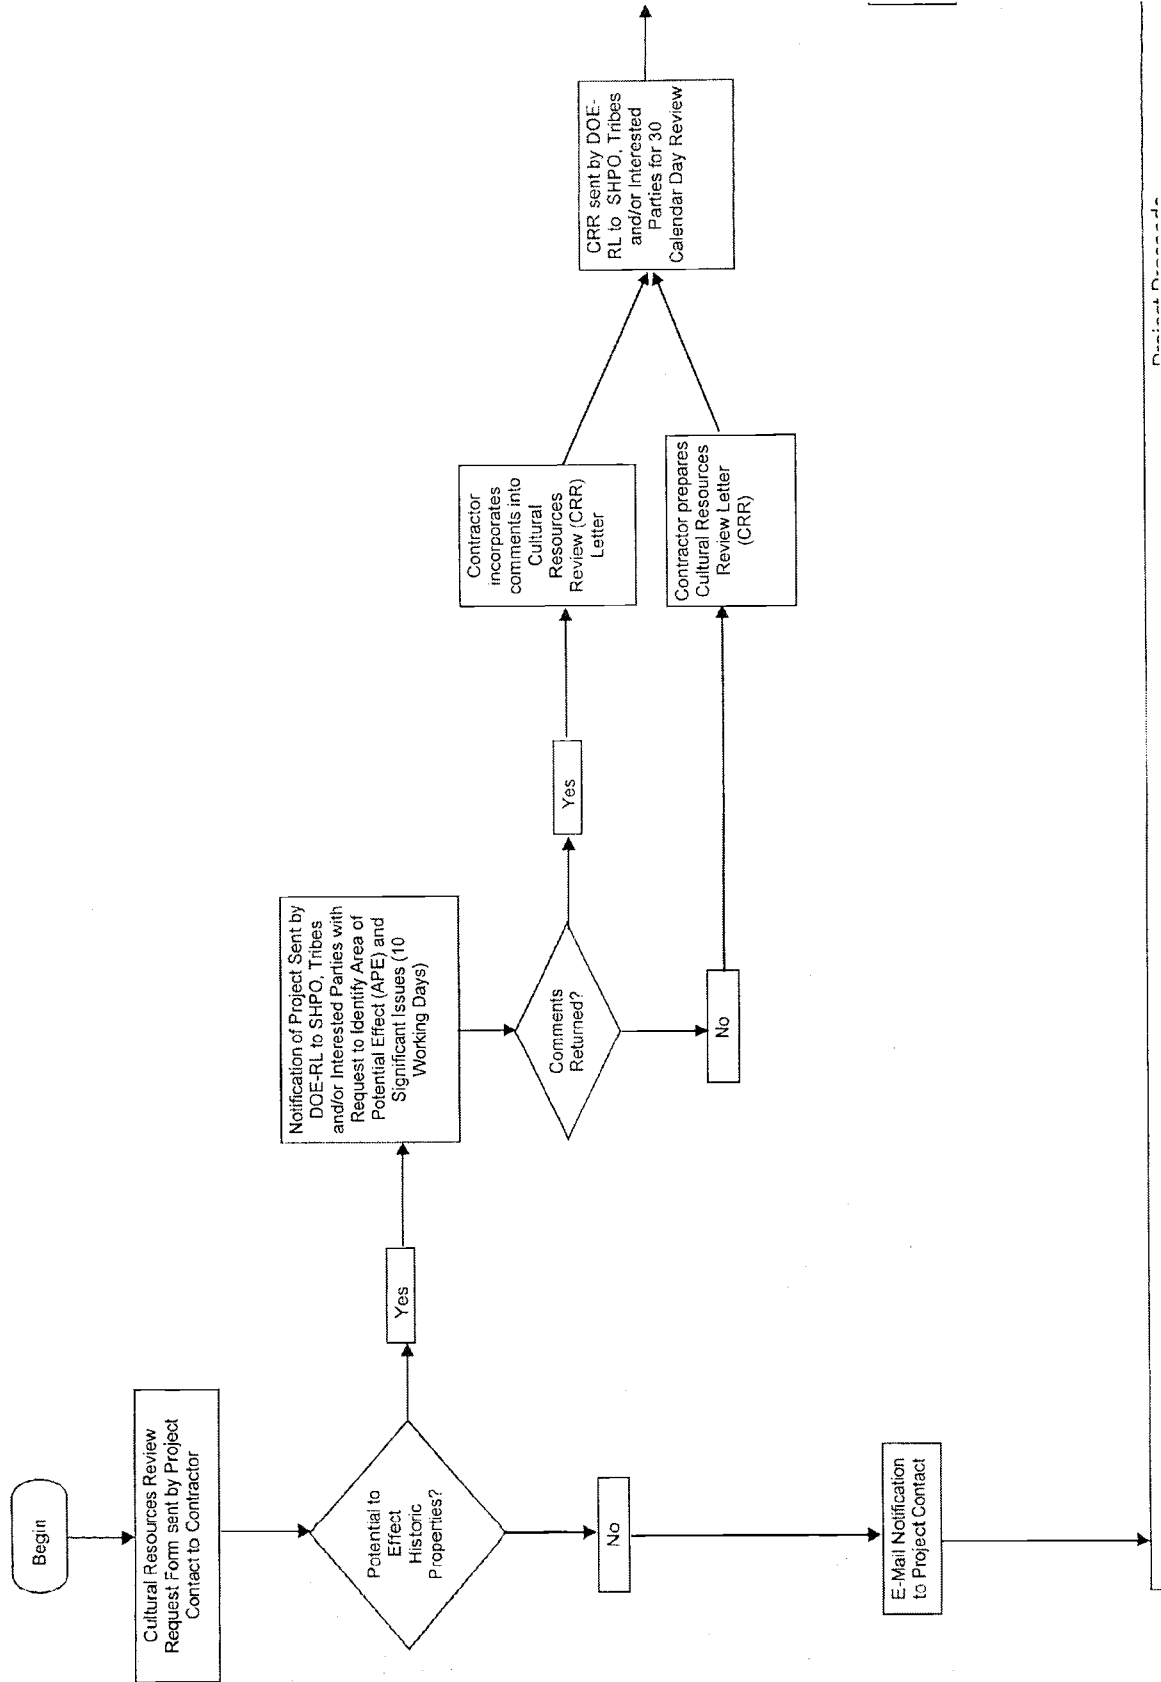 Begin
Cultural Resources Review
Request Form sent by Project
Contact to Contractor
Potential to
Effect
Historic
Properties?
Yes
No
E-Mail Notification
to Project Contact
Notification of Project Sent by
DOE-RL to SHPO, Tribes
and/or Interested Parties with
Request to Identify Area of
Potential Effect (APE) and
Significant Issues (10
Working Days)
Comments
Returned?
Yes
No
Contractor
incorporates
comments into
Cultural
Resources
Review (CRR)
Letter
Contractor prepares
Cultural Resources
Review Letter
(CRR)
CRR sent by DOE-
RL to SHPO, Tribes
and/or Interested
Parties for 30
Calendar Day Review
Project Proceeds